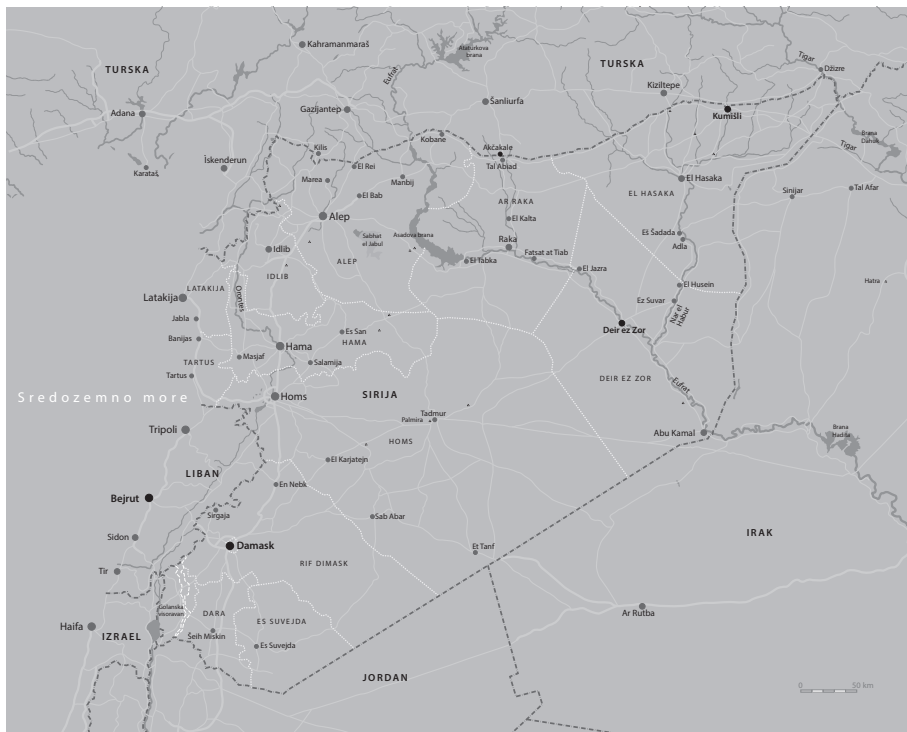 Kahramanmaraš
Ataturkova
brana
TURSKA
TURSKA
Tigar
Džizre
Eufrat
Kiziltepe
Šanliurfa
Gazijantep
Adana
Kumišli
Brana
Dahuk
Kobane
Tigar
Kilis
Akčakale
İskenderun
Karataš
El Rei
Tal Abiad
Marea
Manbij
El Hasaka
Sinijar
Tal Afar
El Bab
EL HASAKA
AR RAKA
Alep
El Kalta
Sabhat
el Jabul
Asadova brana
Eš Šadada
Adla
Idlib
Raka
Fatsat at Tiab
ALEP
El Tabka
El Jazra
IDLIB
Hatra
LATAKIJA
Orontes
El Husein
Latakija
Ez Suvar
Nar el
Habur
Jabla
Deir ez Zor
Banijas
Es San
HAMA
Hama
Masjaf
Salamija
TARTUS
Tartus
DEIR EZ ZOR
Eufrat
Sredozemno more
Homs
SIRIJA
Tadmur
Palmira
Tripoli
Abu Kamal
Brana
Hadita
HOMS
El Karjatejn
LIBAN
En Nebk
Bejrut
Sirgaja
Sab Abar
IRAK
Sidon
Damask
Et Tanf
RIF DIMASK
Tir
Golanska
visoravan
DARA
Ar Rutba
ES SUVEJDA
Haifa
IZRAEL
Šeih Miskin
Es Suvejda
JORDAN
0
50 km